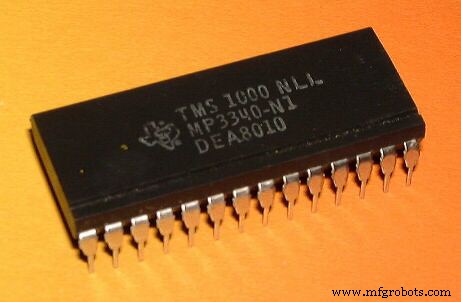 TMS 1000 NLL
MP3340-N1
DEA8010
www.mfgrobots.com